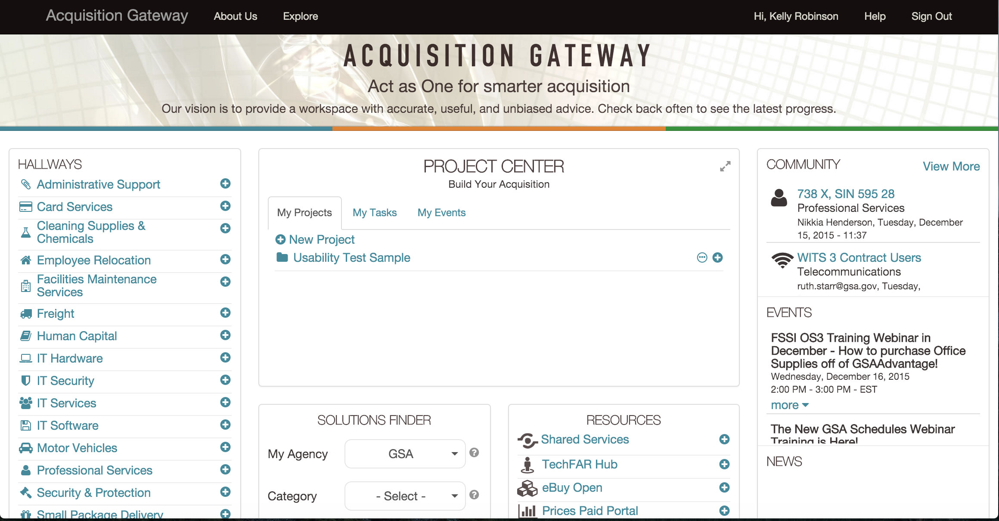 Acquisition Gateway
About Us
Explore
Hi, Kelly Robinson
Help
Sign Out
ACQUISITION GATEWAY
Act as One for smarter acquisition
Our vision is to provide a workspace with accurate, useful, and unbiased advice. Check back often to see the latest progress.
HALLWAYS
Administrative Support
Card Services
Cleaning Supplies &
Chemicals
Employee Relocation
Facilities Maintenance
Services
Freight
Human Capital
IT Hardware
IT Security
IT Services
IT Software
Motor Vehicles
Professional Services
Security & Protection
Small Package Delivery
PROJECT CENTER
Build Your Acquisition
My Projects
My Tasks
My Events
New Project
Usability Test Sample
SOLUTIONS FINDER
My Agency
GSA
Category
- Select -
RESOURCES
Shared Services
TechFAR Hub
eBuy Open
Prices Paid Portal
COMMUNITY
View More
738 X, SIN 595 28
Professional Services
Nikkia Henderson, Tuesday, December
15, 2015 - 11:37
WITS 3 Contract Users
Telecommunications
ruth.starr@gsa.gov, Tuesday,
EVENTS
FSSI OS3 Training Webinar in
December - How to purchase Office
Supplies off of GSAAdvantage!
Wednesday, December 16, 2015
2:00 PM - 3:00 PM - EST
more
The New GSA Schedules Webinar
Training is Here!
NEWS